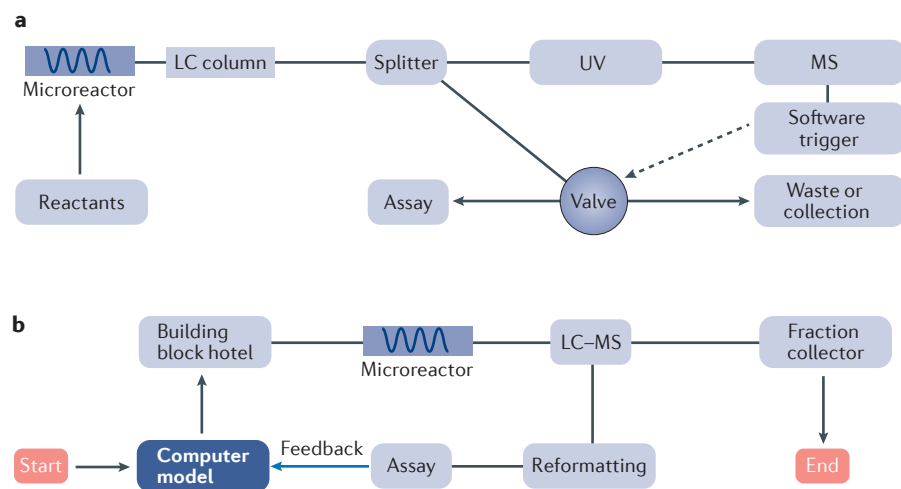 a
LC column
Splitter
UV
MS
Microreactor
Software
trigger
Reactants
Assay
Valve
Waste or
collection
b
Building
block hotel
Microreactor
LC–MS
Fraction
collector
Start
Computer
model
Feedback
Assay
Reformatting
End